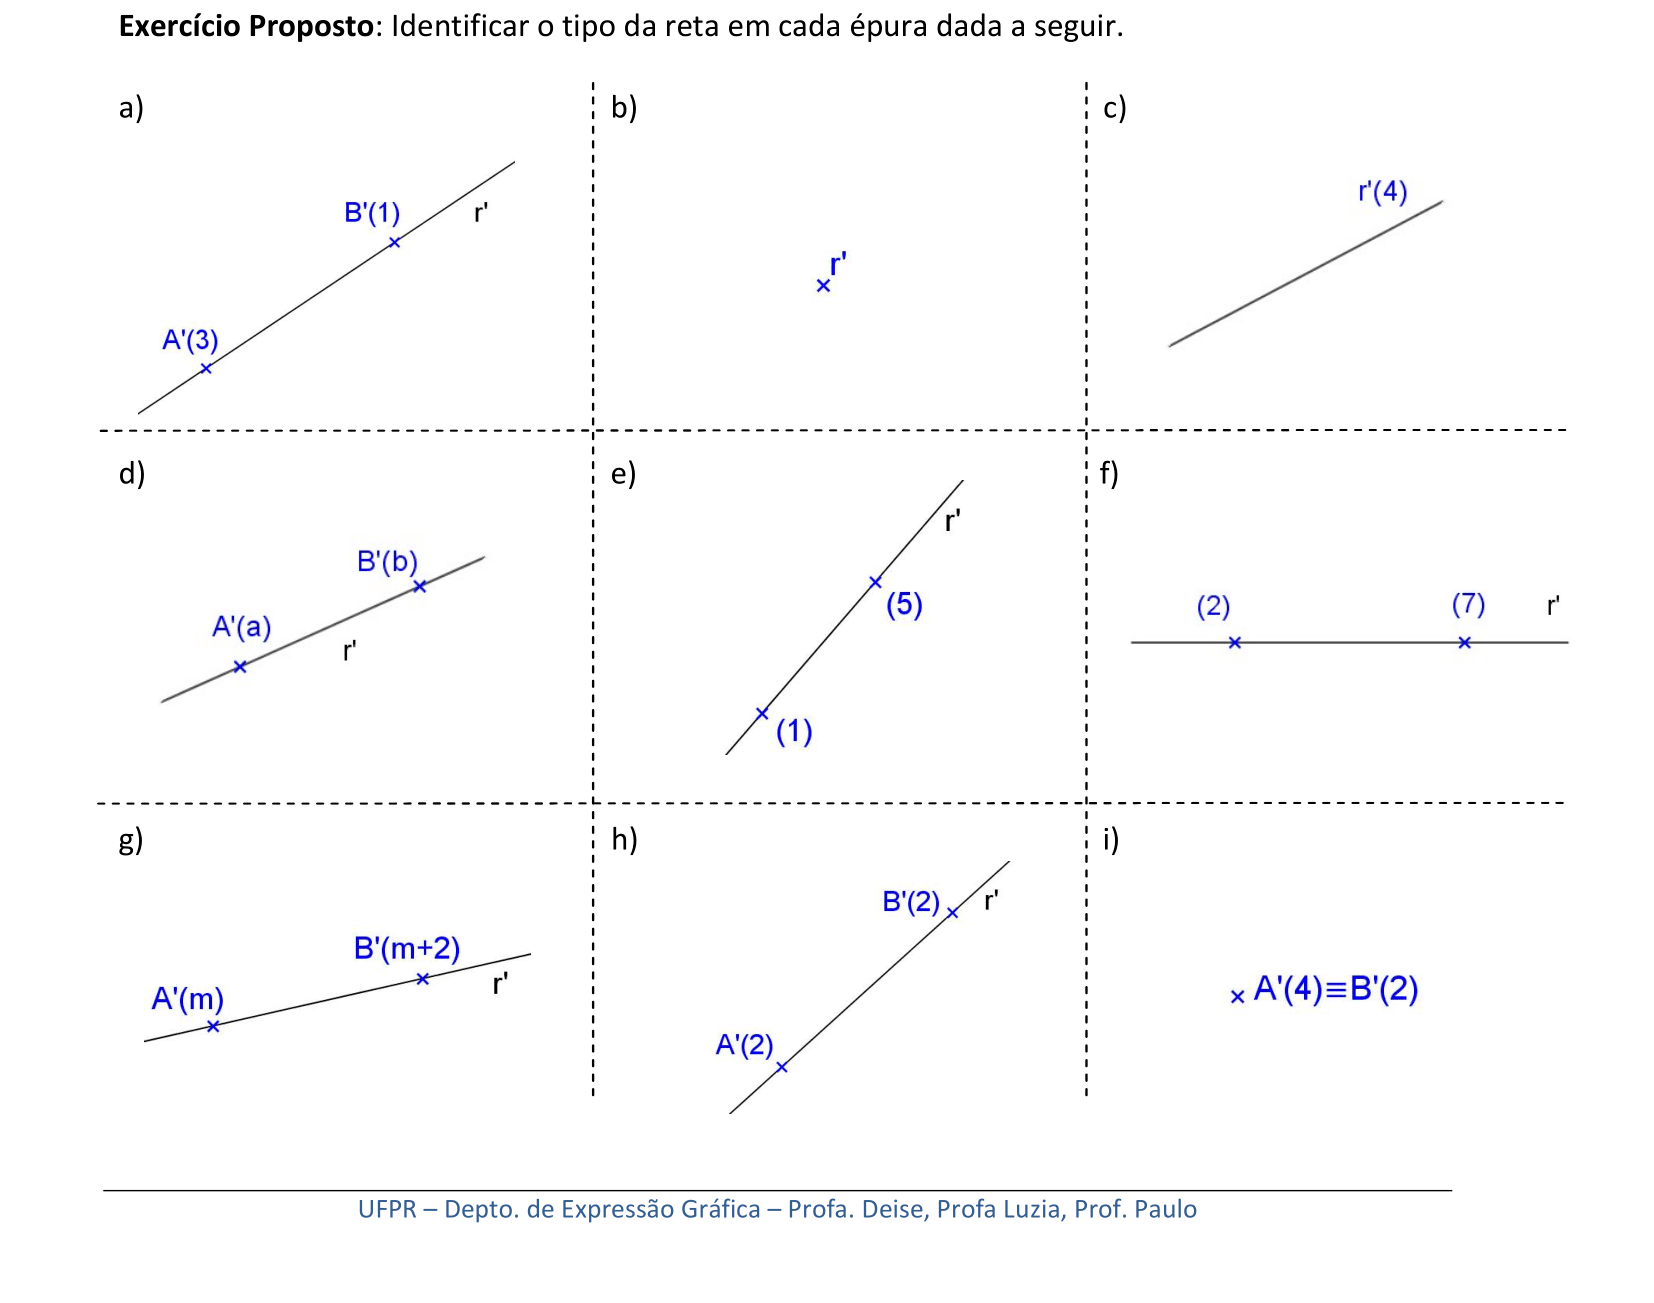 Exercício Proposto: Identificar o tipo da reta em cada épura dada a seguir.
a)
B'(1)
r'
A'(3)
b)
r'
c)
r'(4)
d)
B'(b)
A'(a)
r'
e)
r'
(5)
(1)
f)
(2) (7) r'
g)
B'(m+2)
r'
A'(m)
h)
B'(2) r'
A'(2)
i)
A'(4)≡B'(2)
UFPR – Depto. de Expressão Gráfica – Profa. Deise, Profa Luzia, Prof. Paulo